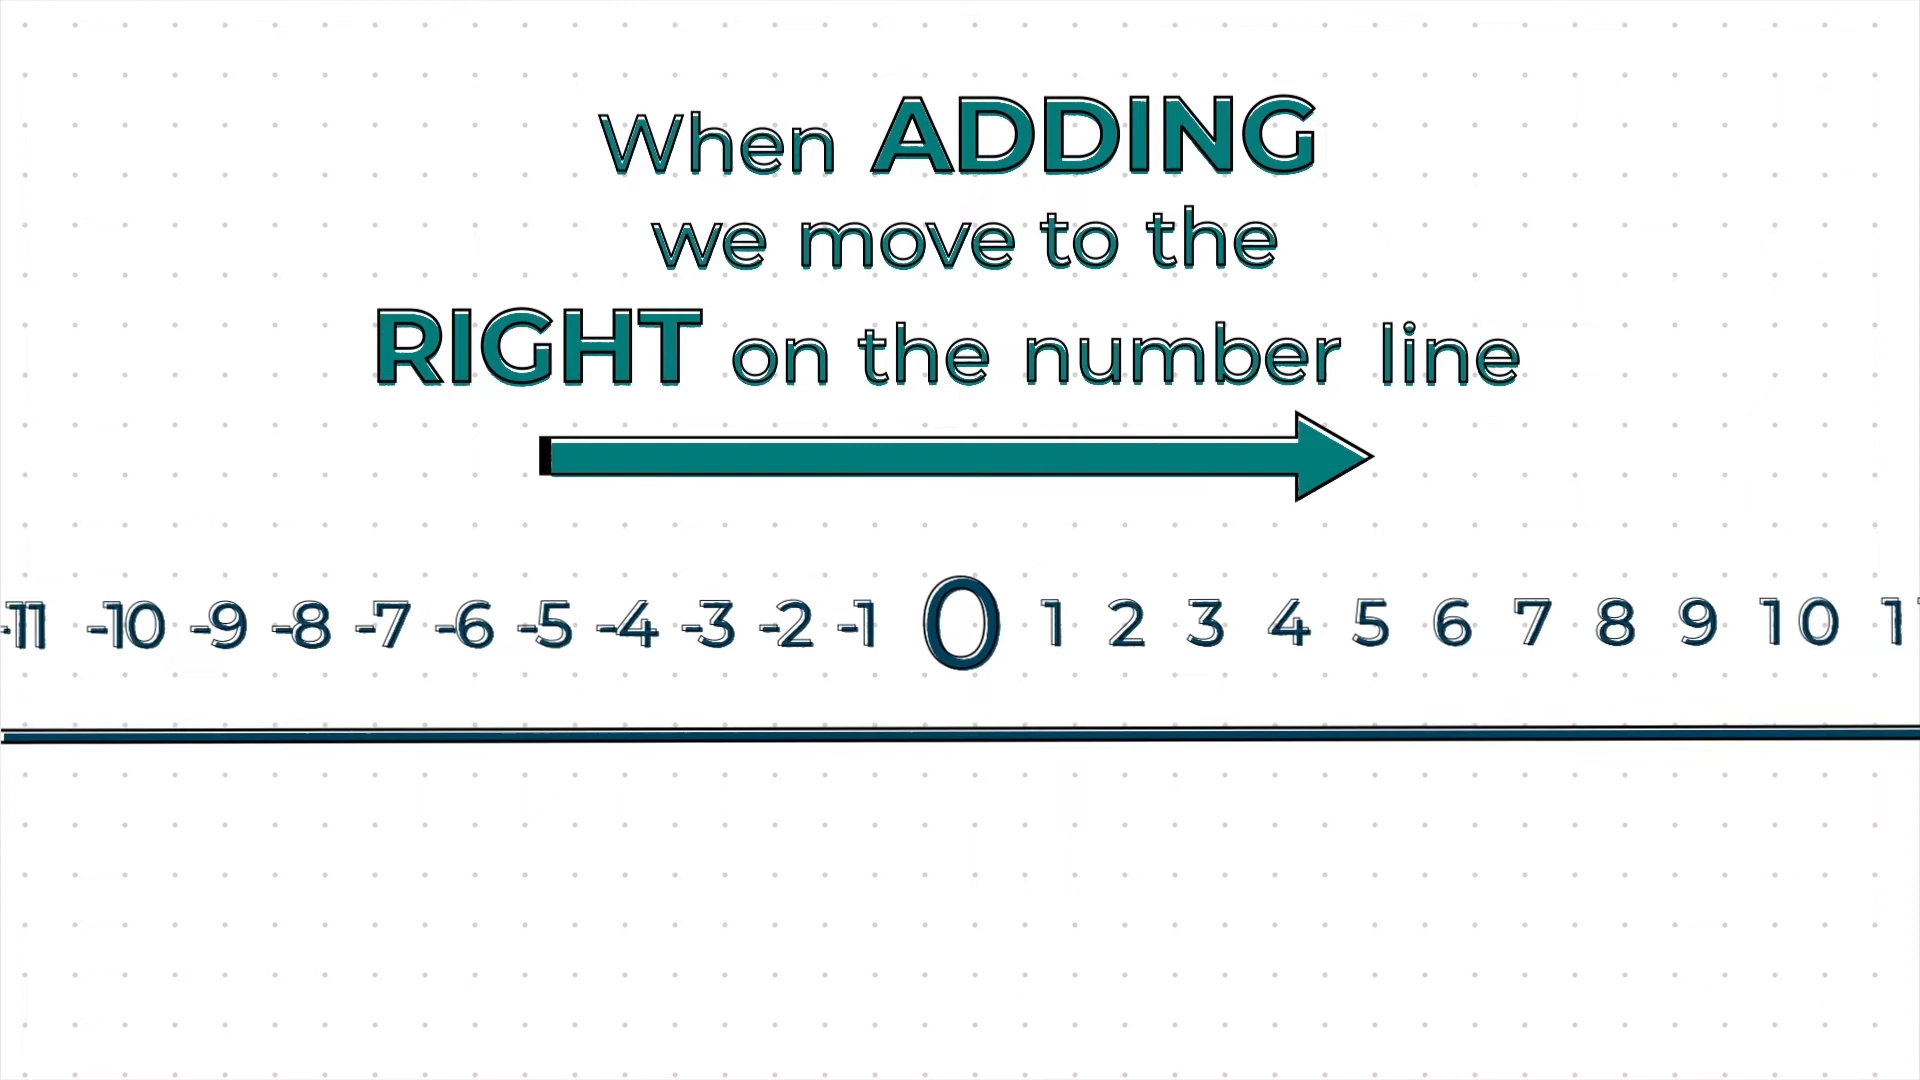 When ADDING
we move to the
RIGHT on the number line
-11 -10 -9 -8 -7 -6 -5 -4 -3 -2 -1 0 1 2 3 4 5 6 7 8 9 10